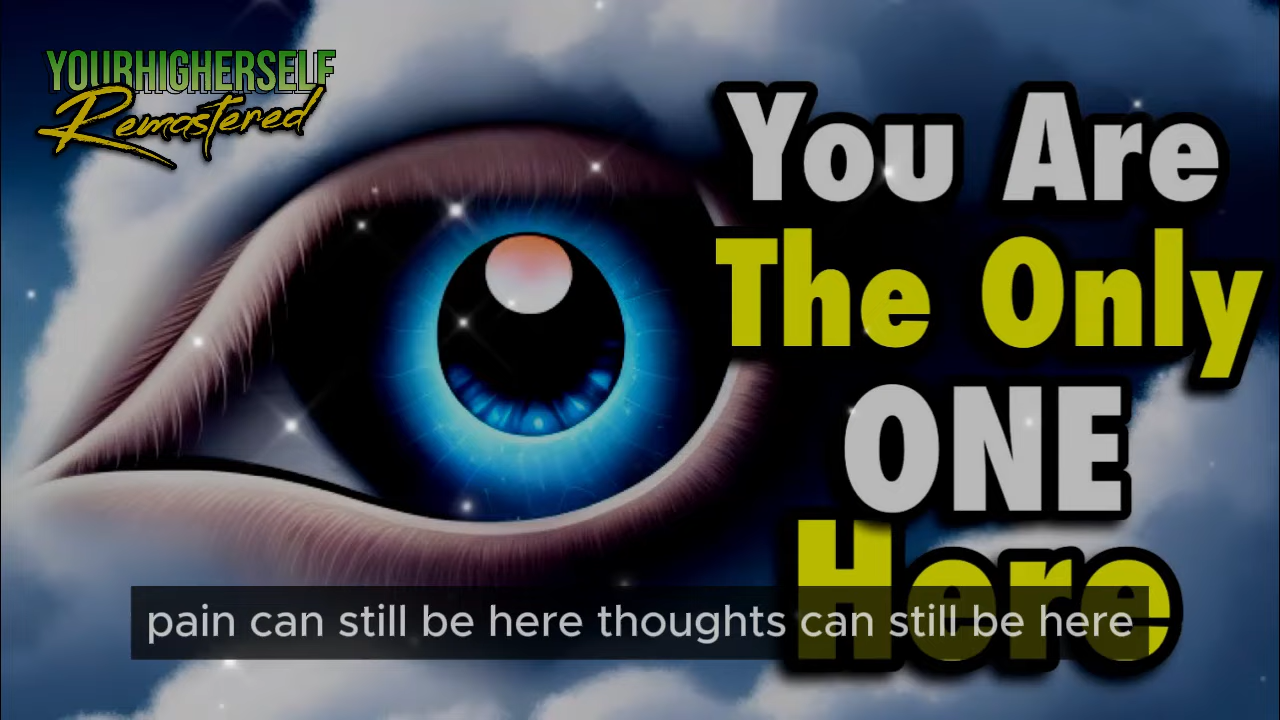 YOURHIGHERSELF
Remastered
You Are
The Only
ONE
Here
pain can still be here thoughts can still be here